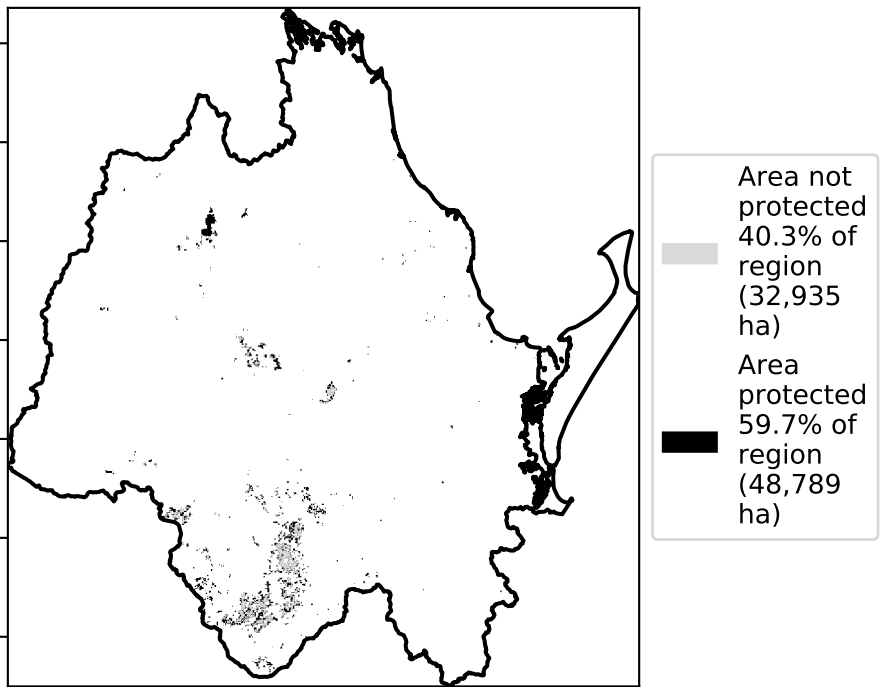 Area not
protected
40.3% of
region
(32,935
ha)
Area
protected
59.7% of
region
(48,789
ha)